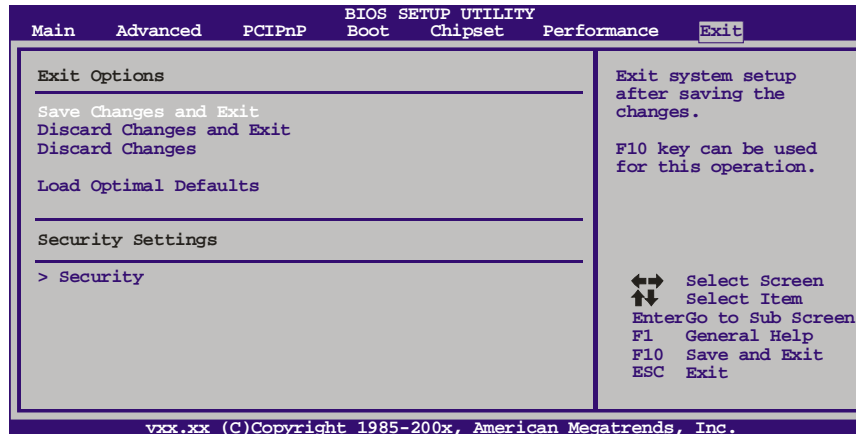 BIOS SETUP UTILITY
Main Advanced PCIPnP Boot Chipset Performance Exit
Exit Options
Save Changes and Exit
Discard Changes and Exit
Discard Changes
Load Optimal Defaults
Security Settings
> Security
Exit system setup
after saving the
changes.
F10 key can be used
for this operation.
Select Screen
Select Item
EnterGo to Sub Screen
F1 General Help
F10 Save and Exit
ESC Exit
vxx.xx (C)Copyright 1985-200x, American Megatrends, Inc.